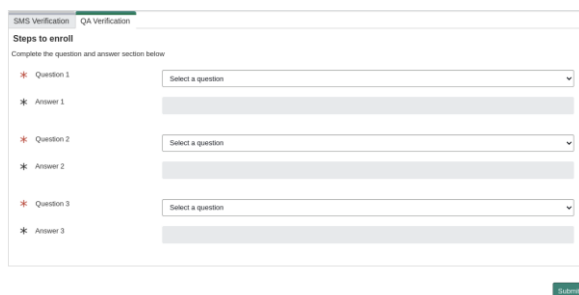 SMS Verification QA Verification
Steps to enroll
Complete the question and answer section below
* Question 1 Select a question
* Answer 1
* Question 2 Select a question
* Answer 2
* Question 3 Select a question
* Answer 3
Submit